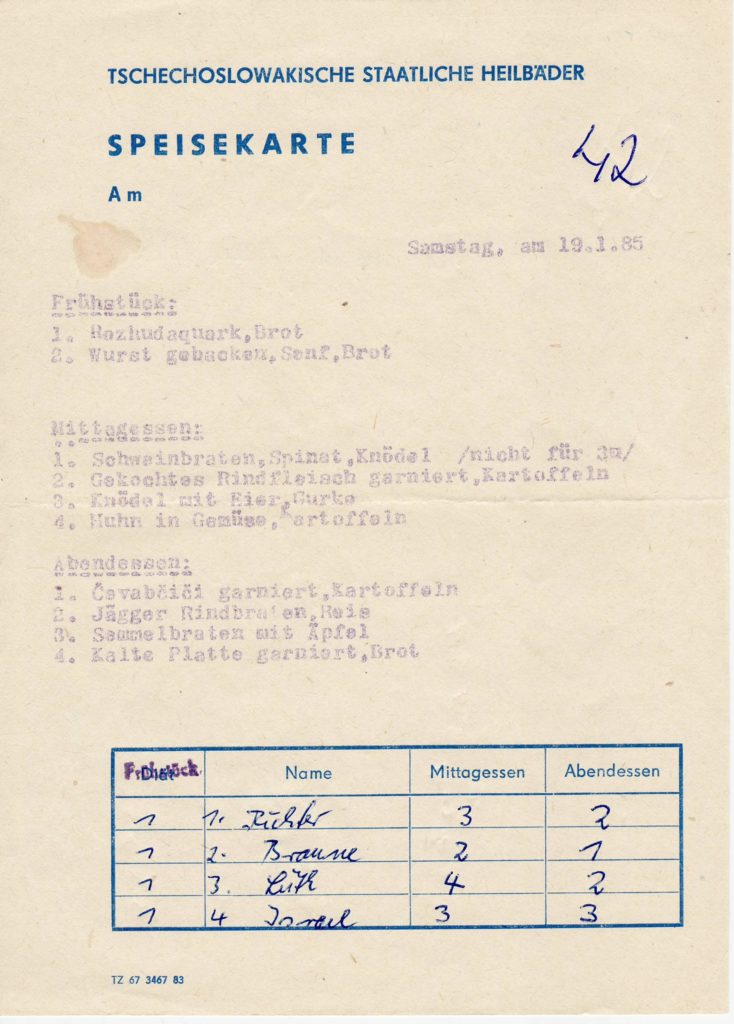 TSCHECHOSLOWAKISCHE STAATLICHE HEILBÄDER
SPEISEKARTE
42
Am
Samstag, am 19.1.85
Frühstück:
1. Rozhudaquark,Brot
2. Wurst gebacken,Senf,Brot
Mittagessen:
1. Schweinbraten,Spinat,Knödel /nicht für 3m/
2. Gekochtes Rindfleisch garniert,Kartoffeln
3. Knödel mit Eier,Gurke
4. Huhn in Gemüse,Kartoffeln
Abendessen:
1. Čevabčiči garniert,Kartoffeln
2. Jägger Rindbraten,Reis
3. Semmelbraten mit Äpfel
4. Kalte Platte garniert,Brot
Frühstück Name Mittagessen Abendessen
1 1. Richter 3 2
1 2. Braune 2 1
1 3. Lüth 4 2
1 4 Israel 3 3
TZ 67 3467 83